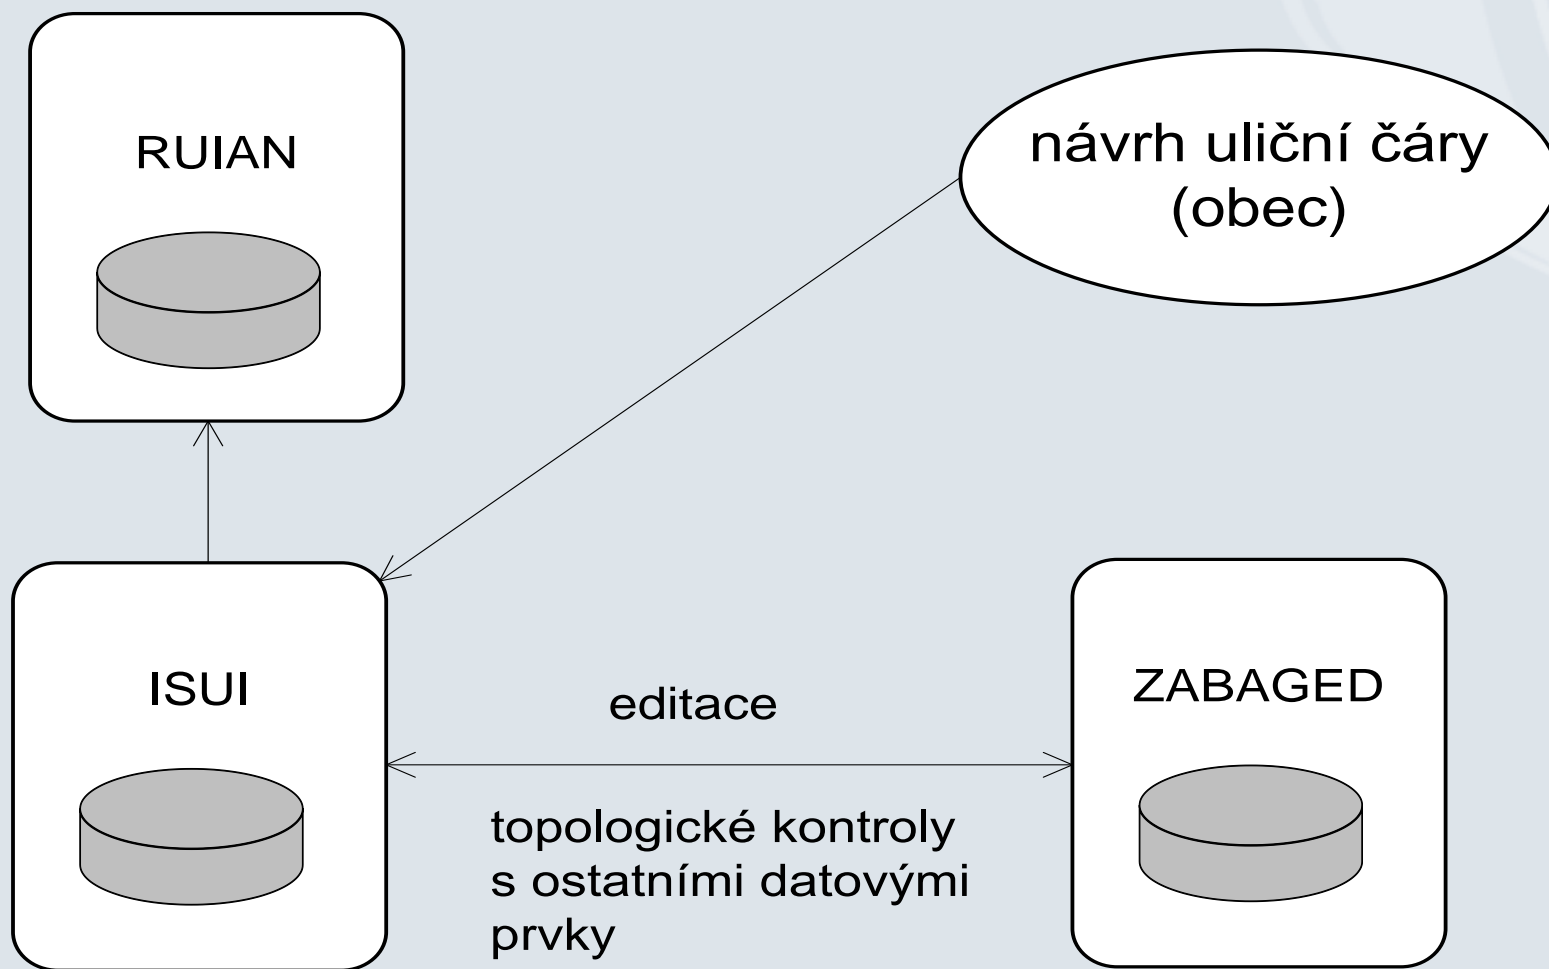 RUIAN
návrh uliční čáry
(obec)
ISUI
editace
ZABAGED
topologické kontroly
s ostatními datovými
prvky